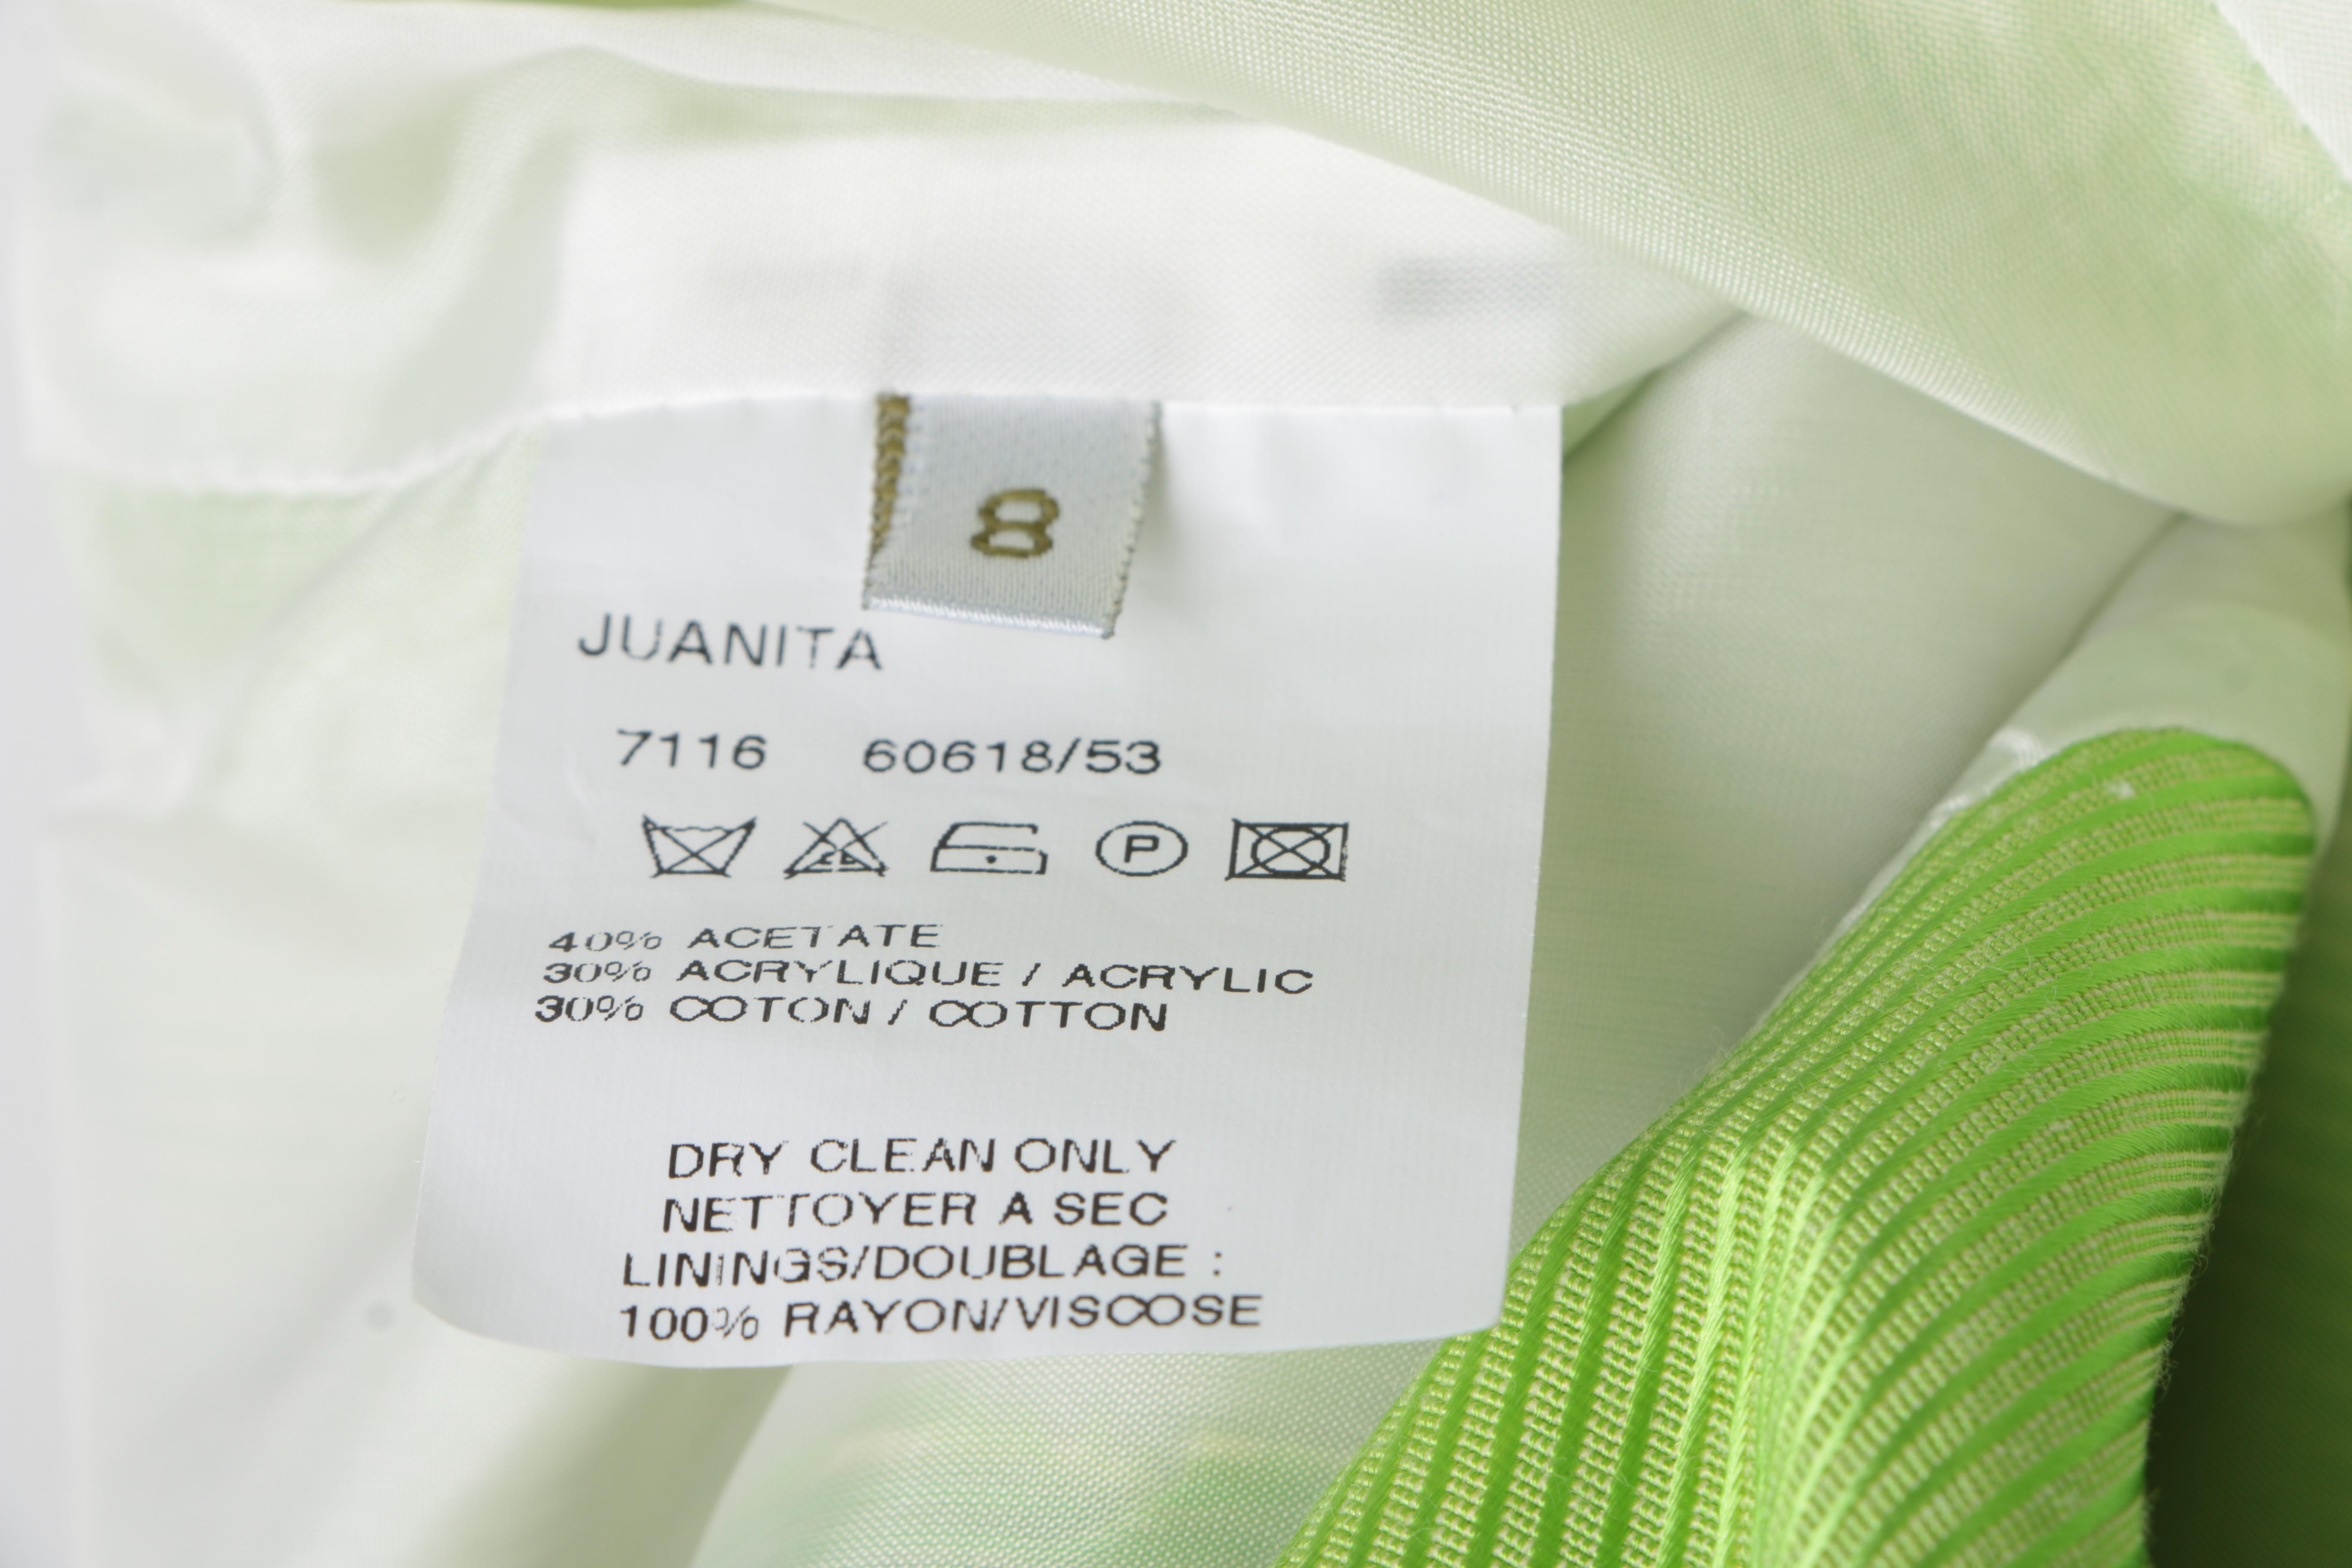 8
JUANITA
7116 60618/53
P
40% ACETATE
30% ACRYLIQUE / ACRYLIC
30% COTON / COTTON
DRY CLEAN ONLY
NETTOYER A SEC
LININGS/DOUBLAGE :
100% RAYON/VISCOSE